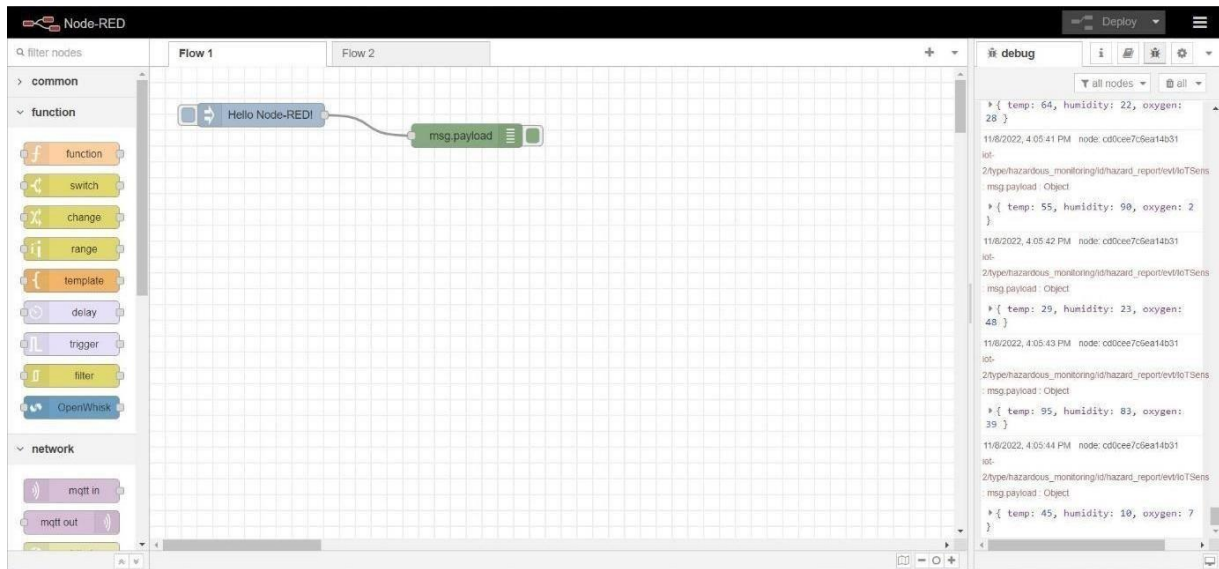 Node-RED
Deploy
filter nodes
common
function
function
switch
change
range
template
delay
trigger
filter
OpenWhisk
network
mqtt in
mqtt out
Flow 1
Flow 2
Hello Node-RED!
msg.payload
debug
i
all nodes
all
{ temp: 64, humidity: 22, oxygen:
28 }
11/8/2022, 4:05:41 PM node: cd0cee7c6ea14b31
iot-
2/type/hazardous_monitoring/id/hazard_report/evt/IoTSens
: msg.payload : Object
{ temp: 55, humidity: 90, oxygen: 2
}
11/8/2022, 4:05:42 PM node: cd0cee7c6ea14b31
iot-
2/type/hazardous_monitoring/id/hazard_report/evt/IoTSens
: msg.payload : Object
{ temp: 29, humidity: 23, oxygen:
48 }
11/8/2022, 4:05:43 PM node: cd0cee7c6ea14b31
iot-
2/type/hazardous_monitoring/id/hazard_report/evt/IoTSens
: msg.payload : Object
{ temp: 95, humidity: 83, oxygen:
39 }
11/8/2022, 4:05:44 PM node: cd0cee7c6ea14b31
iot-
2/type/hazardous_monitoring/id/hazard_report/evt/IoTSens
: msg.payload : Object
{ temp: 45, humidity: 10, oxygen: 7
}